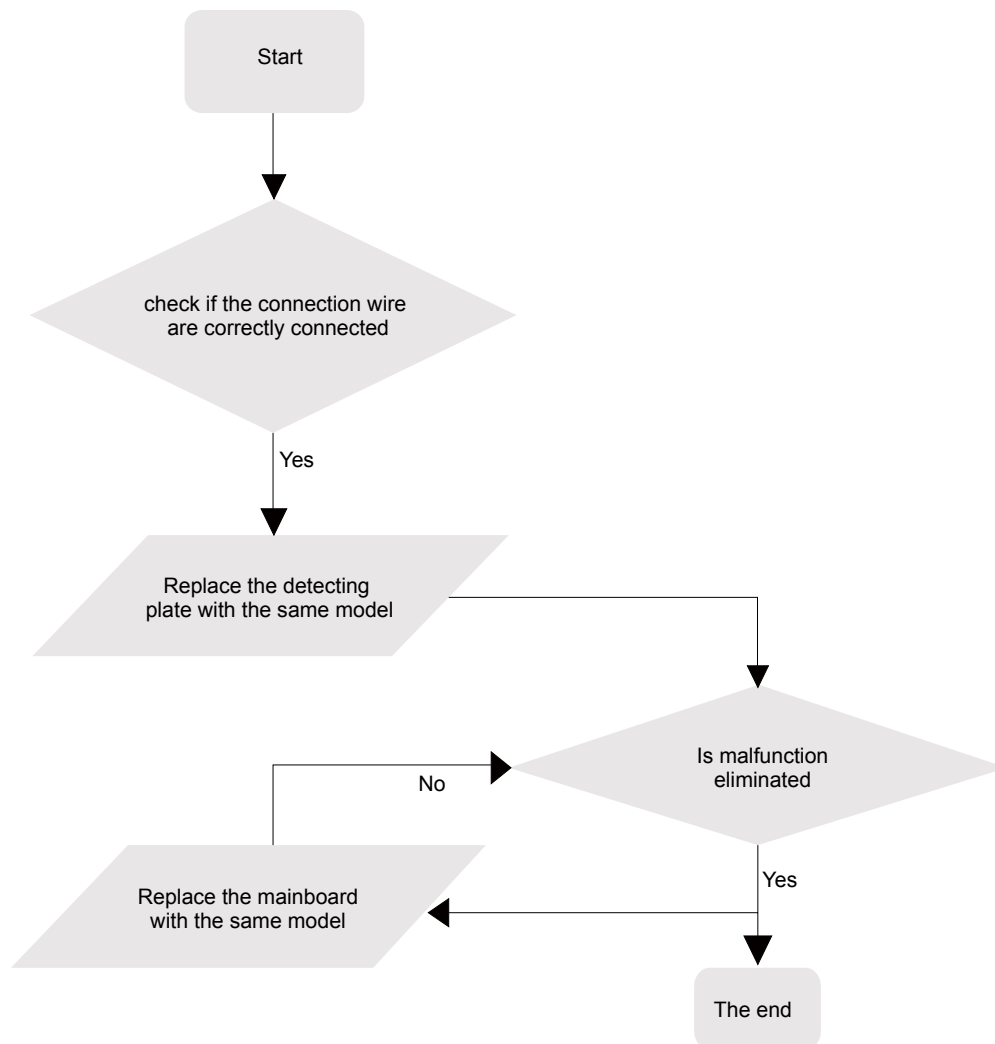 Start
check if the connection wire
are correctly connected
Yes
Replace the detecting
plate with the same model
Is malfunction
eliminated
No
Yes
Replace the mainboard
with the same model
The end